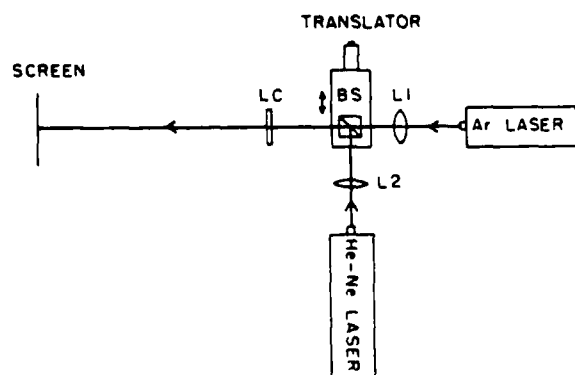 TRANSLATOR
SCREEN
LC
BS
L1
Ar LASER
L2
He-Ne LASER